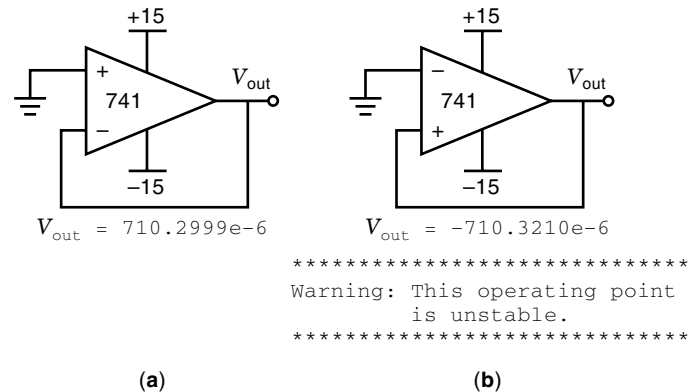 +15
+
V_out
741
–
–15
V_out = 710.2999e-6
(a)
+15
–
V_out
741
+
–15
V_out = -710.3210e-6
******************************
Warning: This operating point
is unstable.
******************************
(b)